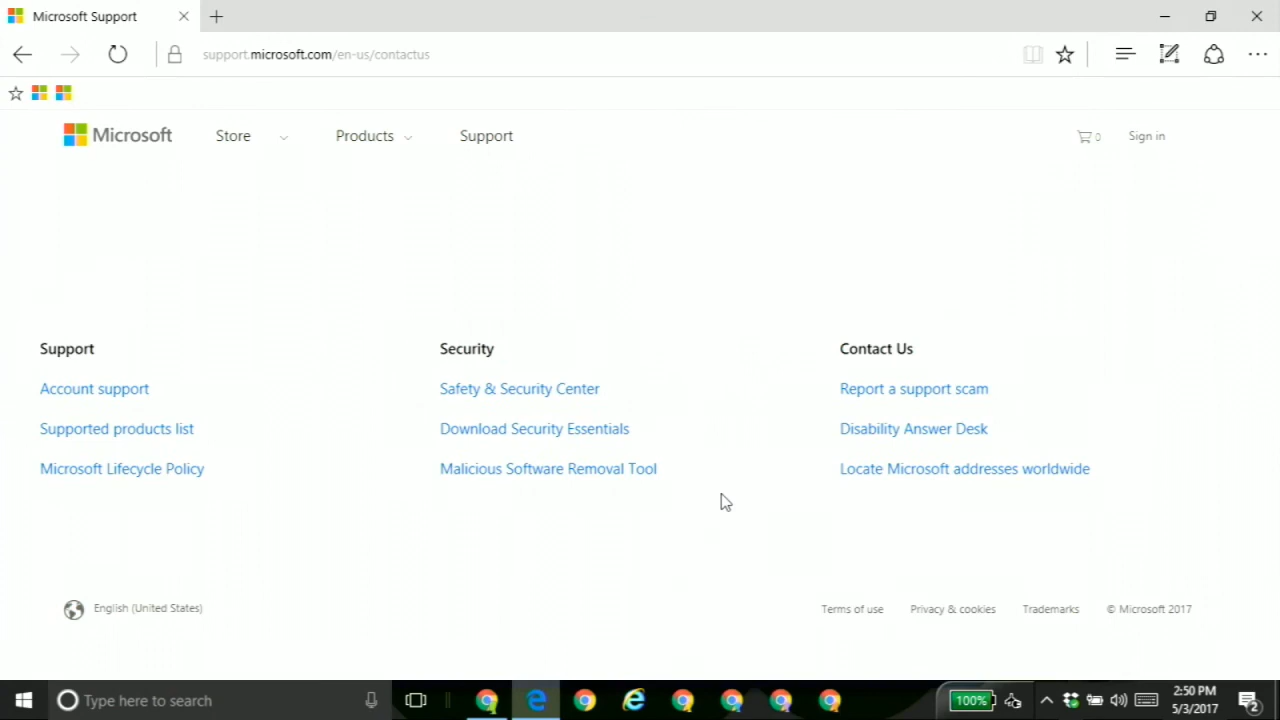 Microsoft Support
support.microsoft.com/en-us/contactus
Microsoft
Store
Products
Support
0
Sign in
Support
Security
Contact Us
Account support
Safety & Security Center
Report a support scam
Supported products list
Download Security Essentials
Disability Answer Desk
Microsoft Lifecycle Policy
Malicious Software Removal Tool
Locate Microsoft addresses worldwide
English (United States)
Terms of use
Privacy & cookies
Trademarks
© Microsoft 2017
Type here to search
100%
2:50 PM
5/3/2017
2